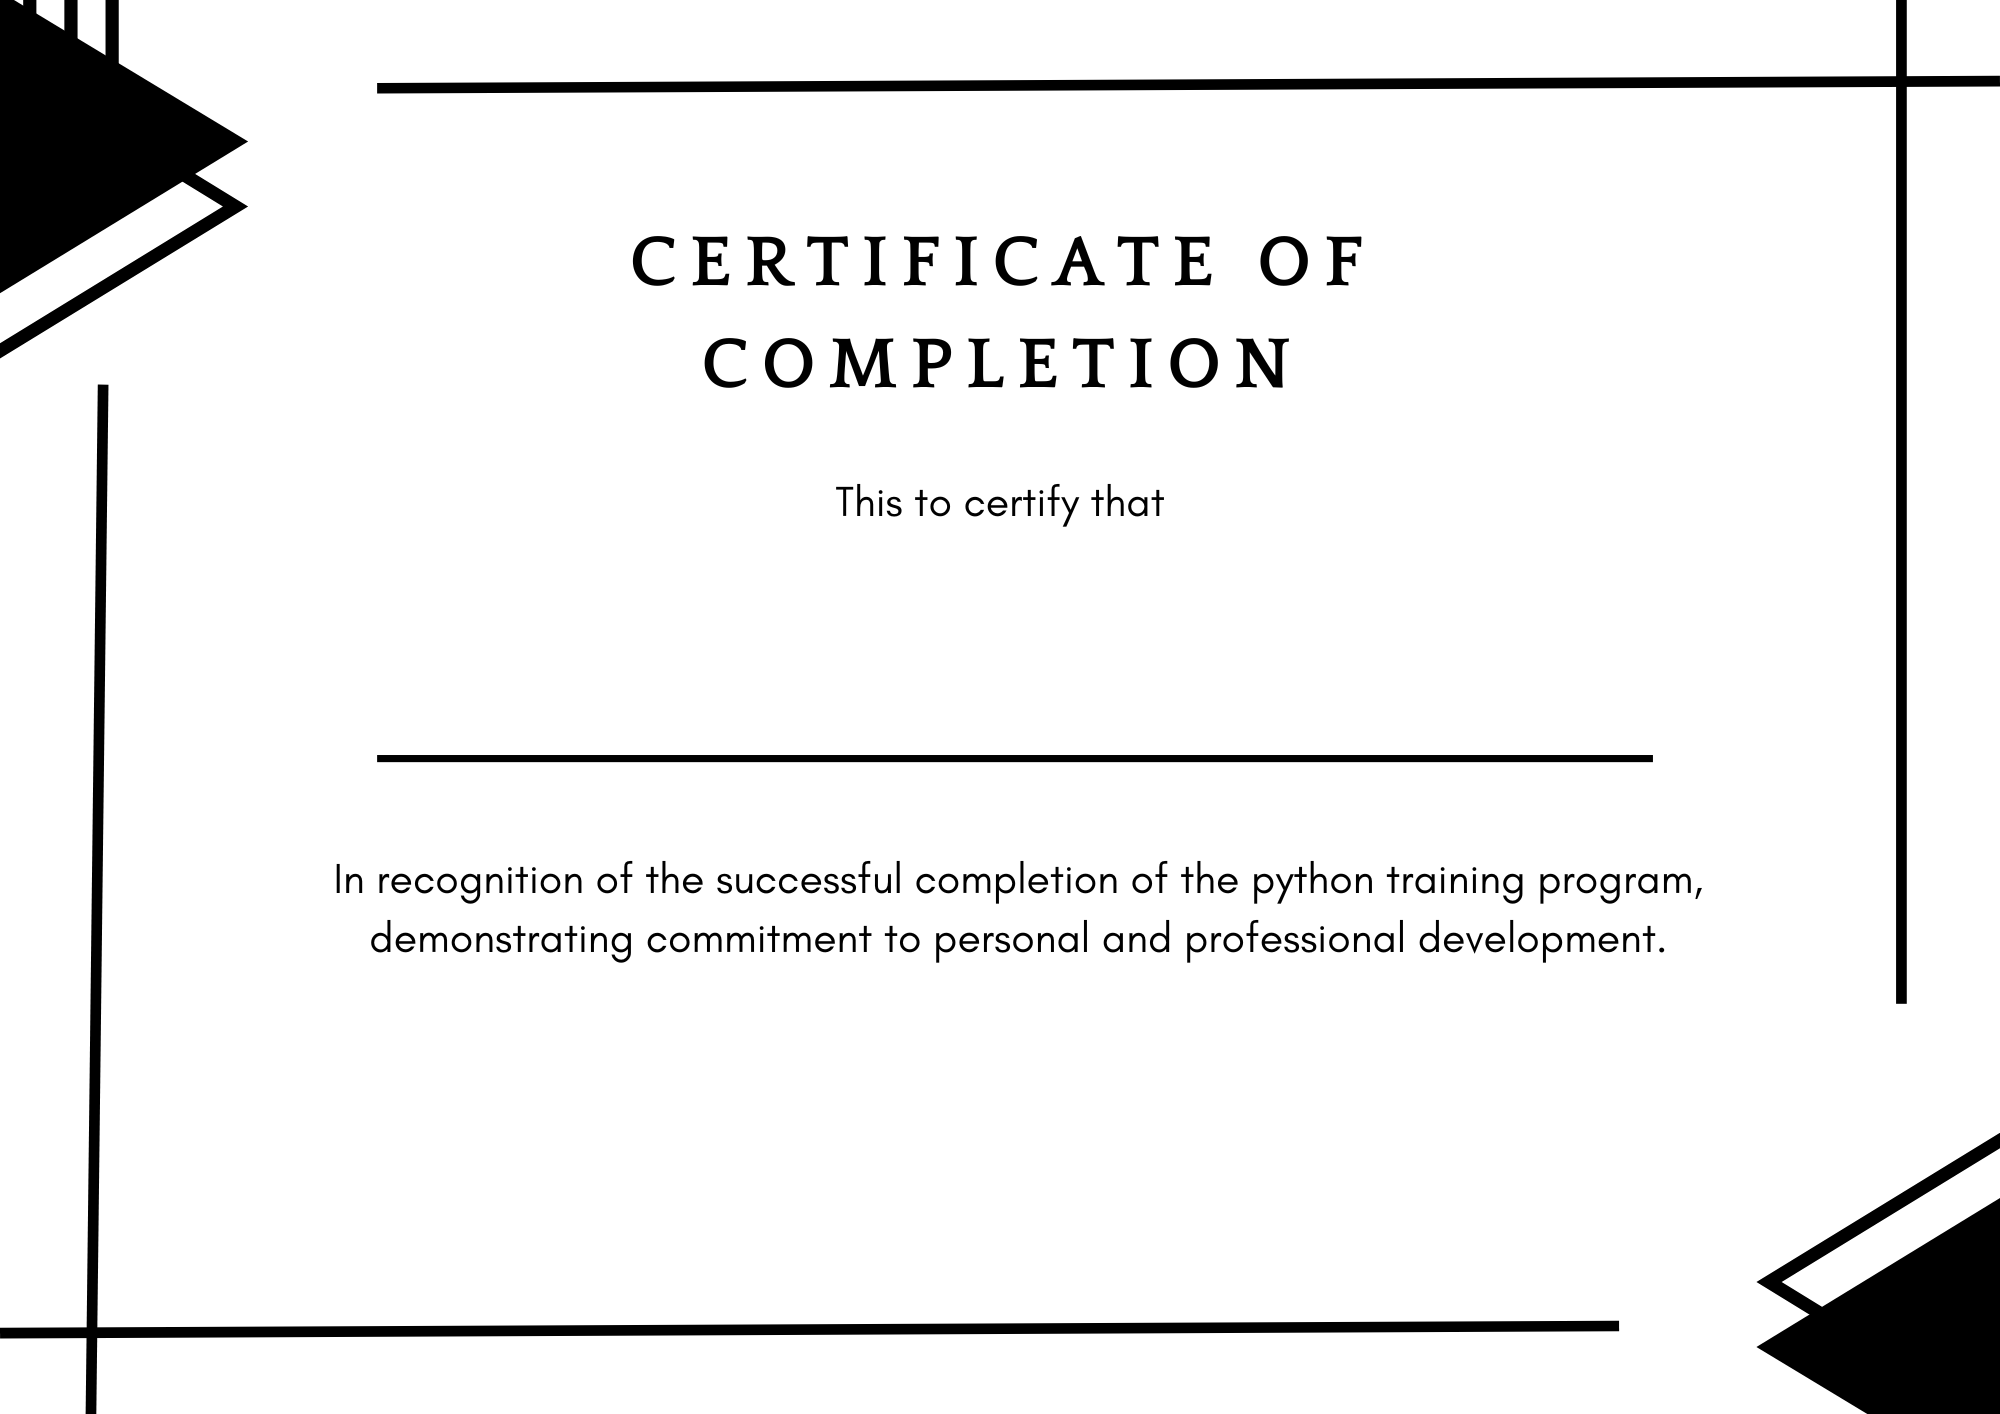 CERTIFICATE OF
COMPLETION
This to certify that
In recognition of the successful completion of the python training program,
demonstrating commitment to personal and professional development.